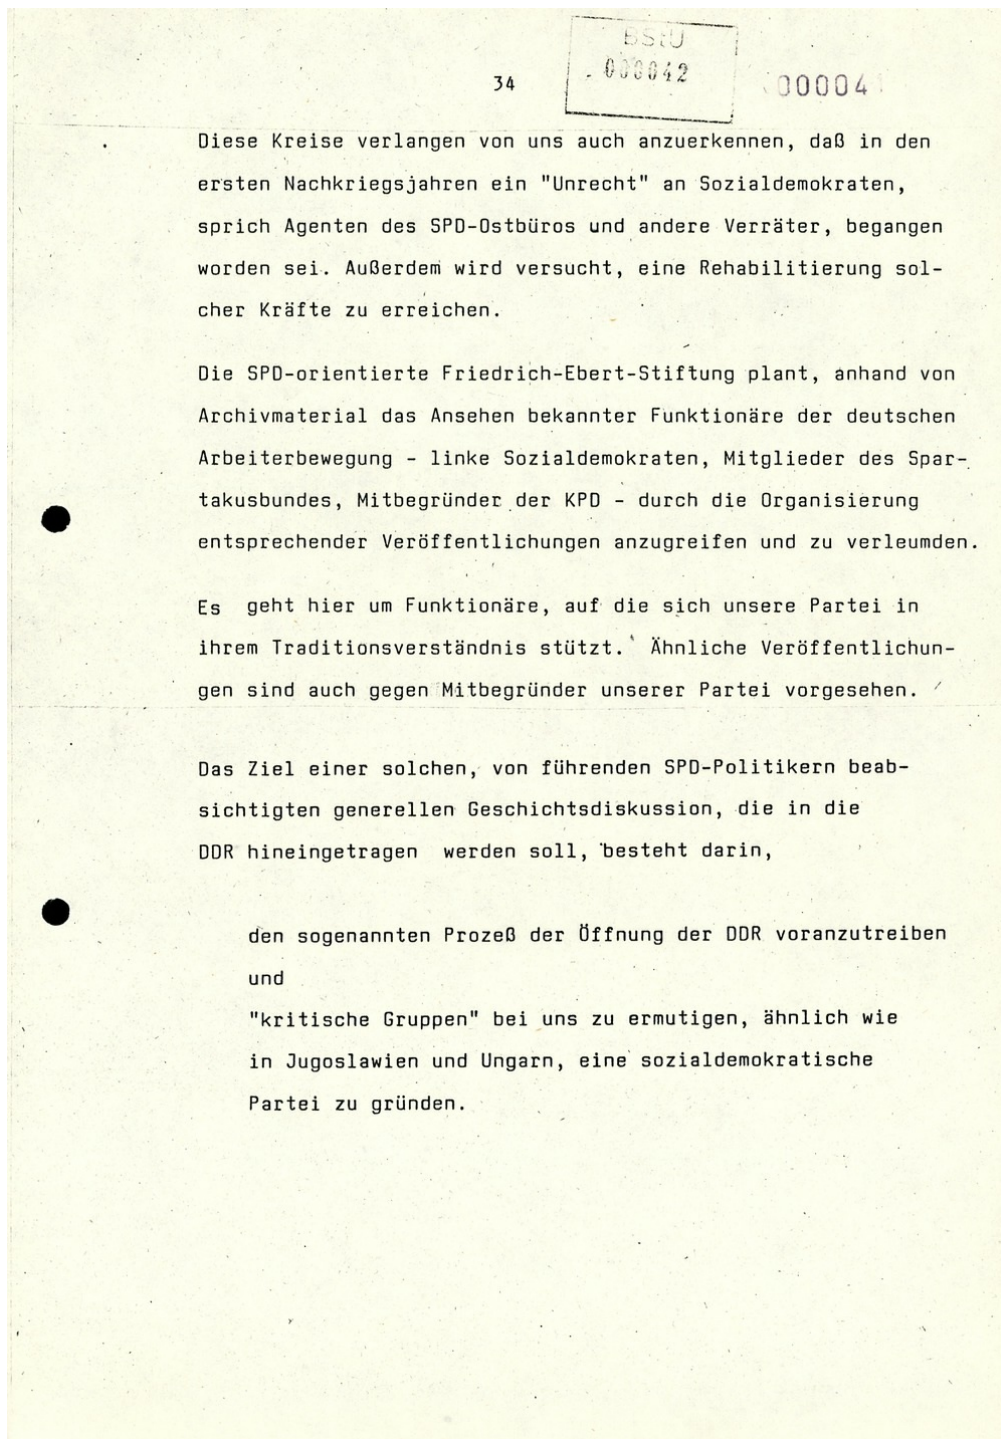 BStU
000042
34
00004
Diese Kreise verlangen von uns auch anzuerkennen, daß in den
ersten Nachkriegsjahren ein "Unrecht" an Sozialdemokraten,
sprich Agenten des SPD-Ostbüros und andere Verräter, begangen
worden sei. Außerdem wird versucht, eine Rehabilitierung sol-
cher Kräfte zu erreichen.
Die SPD-orientierte Friedrich-Ebert-Stiftung plant, anhand von
Archivmaterial das Ansehen bekannter Funktionäre der deutschen
Arbeiterbewegung - linke Sozialdemokraten, Mitglieder des Spar-
takusbundes, Mitbegründer der KPD - durch die Organisierung
entsprechender Veröffentlichungen anzugreifen und zu verleumden.
Es geht hier um Funktionäre, auf die sich unsere Partei in
ihrem Traditionsverständnis stützt. Ähnliche Veröffentlichun-
gen sind auch gegen Mitbegründer unserer Partei vorgesehen.
Das Ziel einer solchen, von führenden SPD-Politikern beab-
sichtigten generellen Geschichtsdiskussion, die in die
DDR hineingetragen werden soll, besteht darin,
den sogenannten Prozeß der Öffnung der DDR voranzutreiben
und
"kritische Gruppen" bei uns zu ermutigen, ähnlich wie
in Jugoslawien und Ungarn, eine sozialdemokratische
Partei zu gründen.